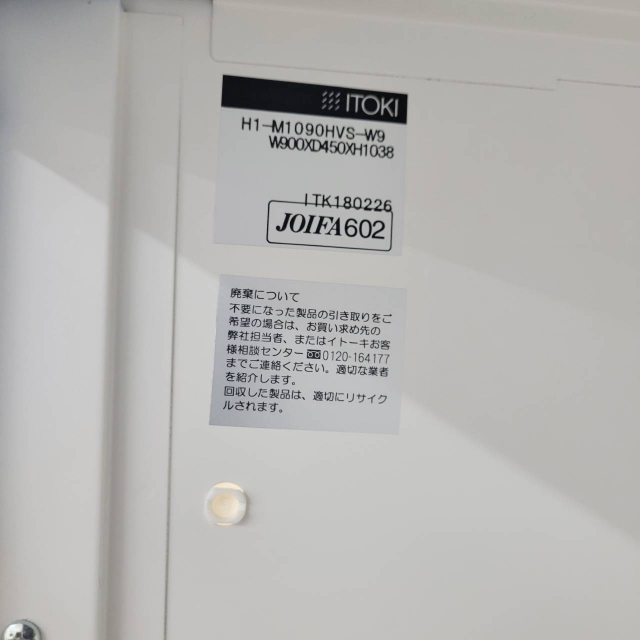 ITOKI
H1-M1090HVS-W9
W900XD450XH1038
ITK180226
JOIFA602
廃棄について
不要になった製品の引き取りをご
希望の場合は、お買い求め先の
弊社担当者、またはイトーキお客
様相談センター 0120-164177
までご連絡ください。適切な業者
を紹介します。
回収した製品は、適切にリサイク
ルされます。